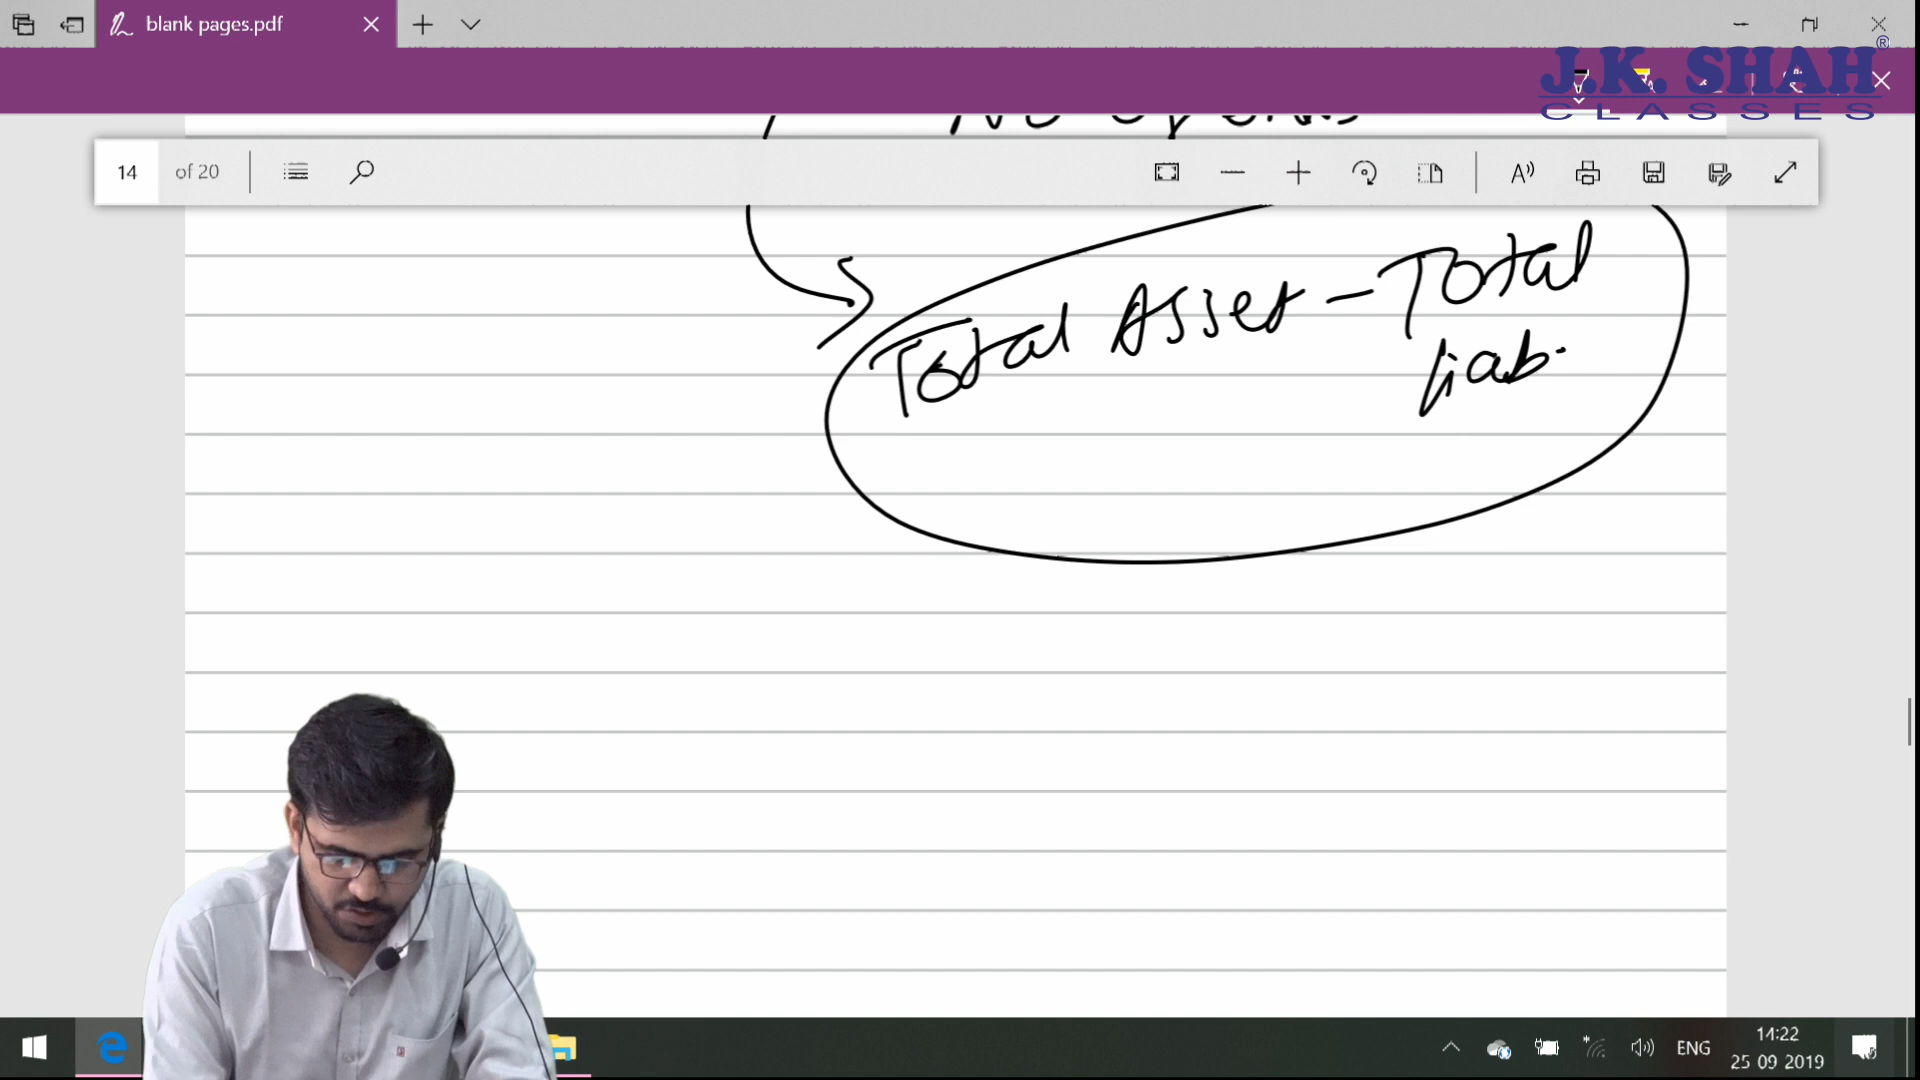 blank pages.pdf
J.K. SHAH®
CLASSES
14 of 20
Total Asset - Total
Liab.
ENG
14:22
25 09 2019